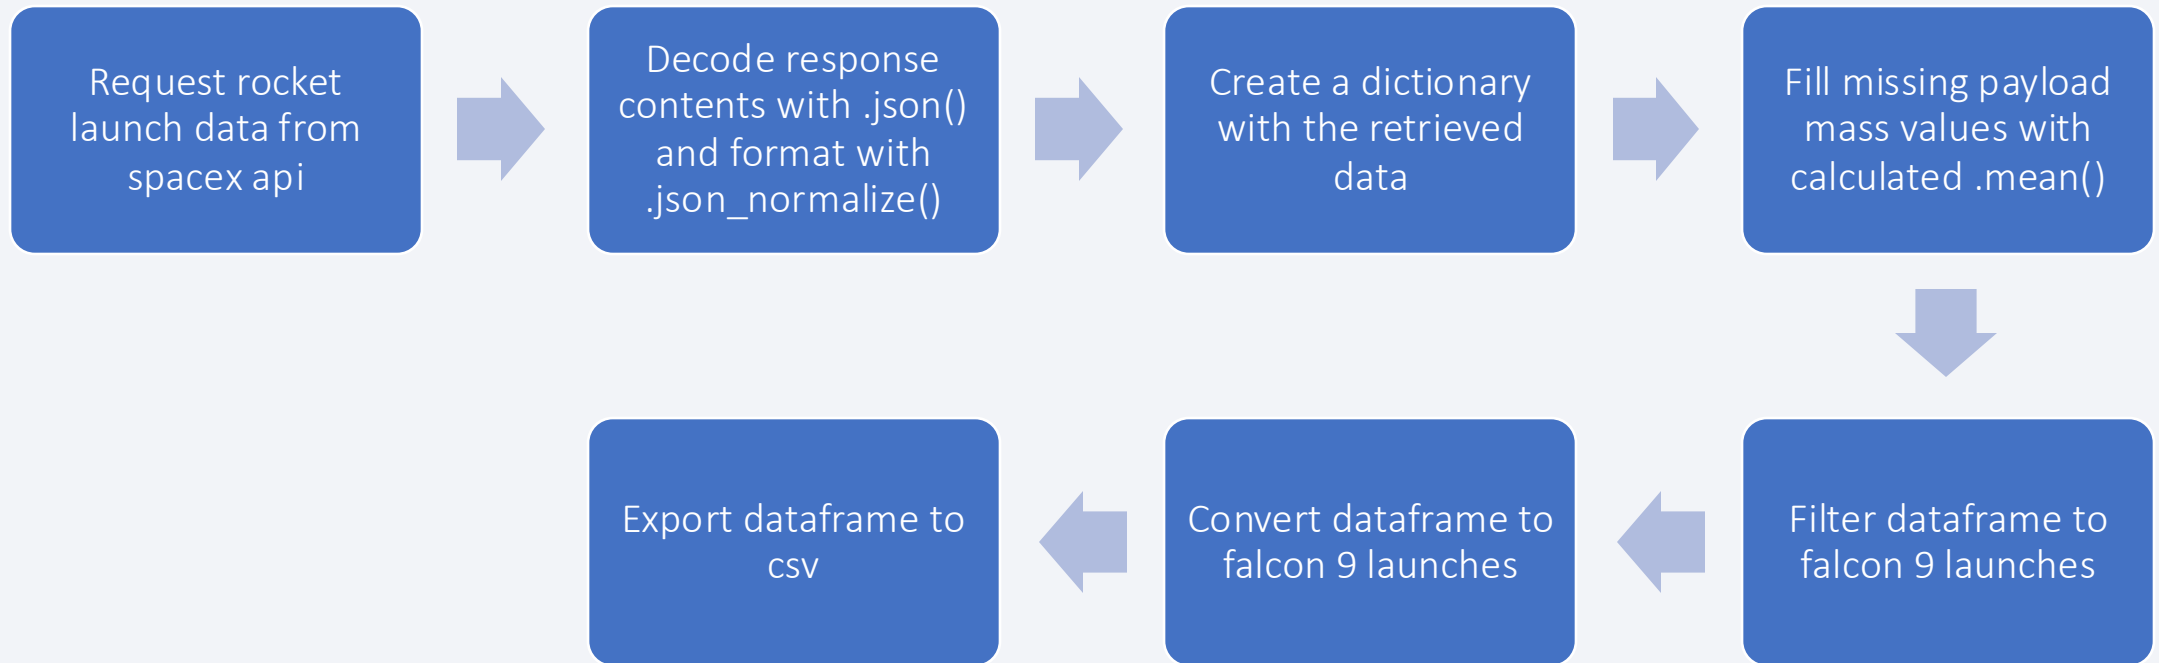 Request rocket
launch data from
spacex api
Decode response
contents with .json()
and format with
.json_normalize()
Create a dictionary
with the retrieved
data
Fill missing payload
mass values with
calculated .mean()
Filter dataframe to
falcon 9 launches
Convert dataframe to
falcon 9 launches
Export dataframe to
csv